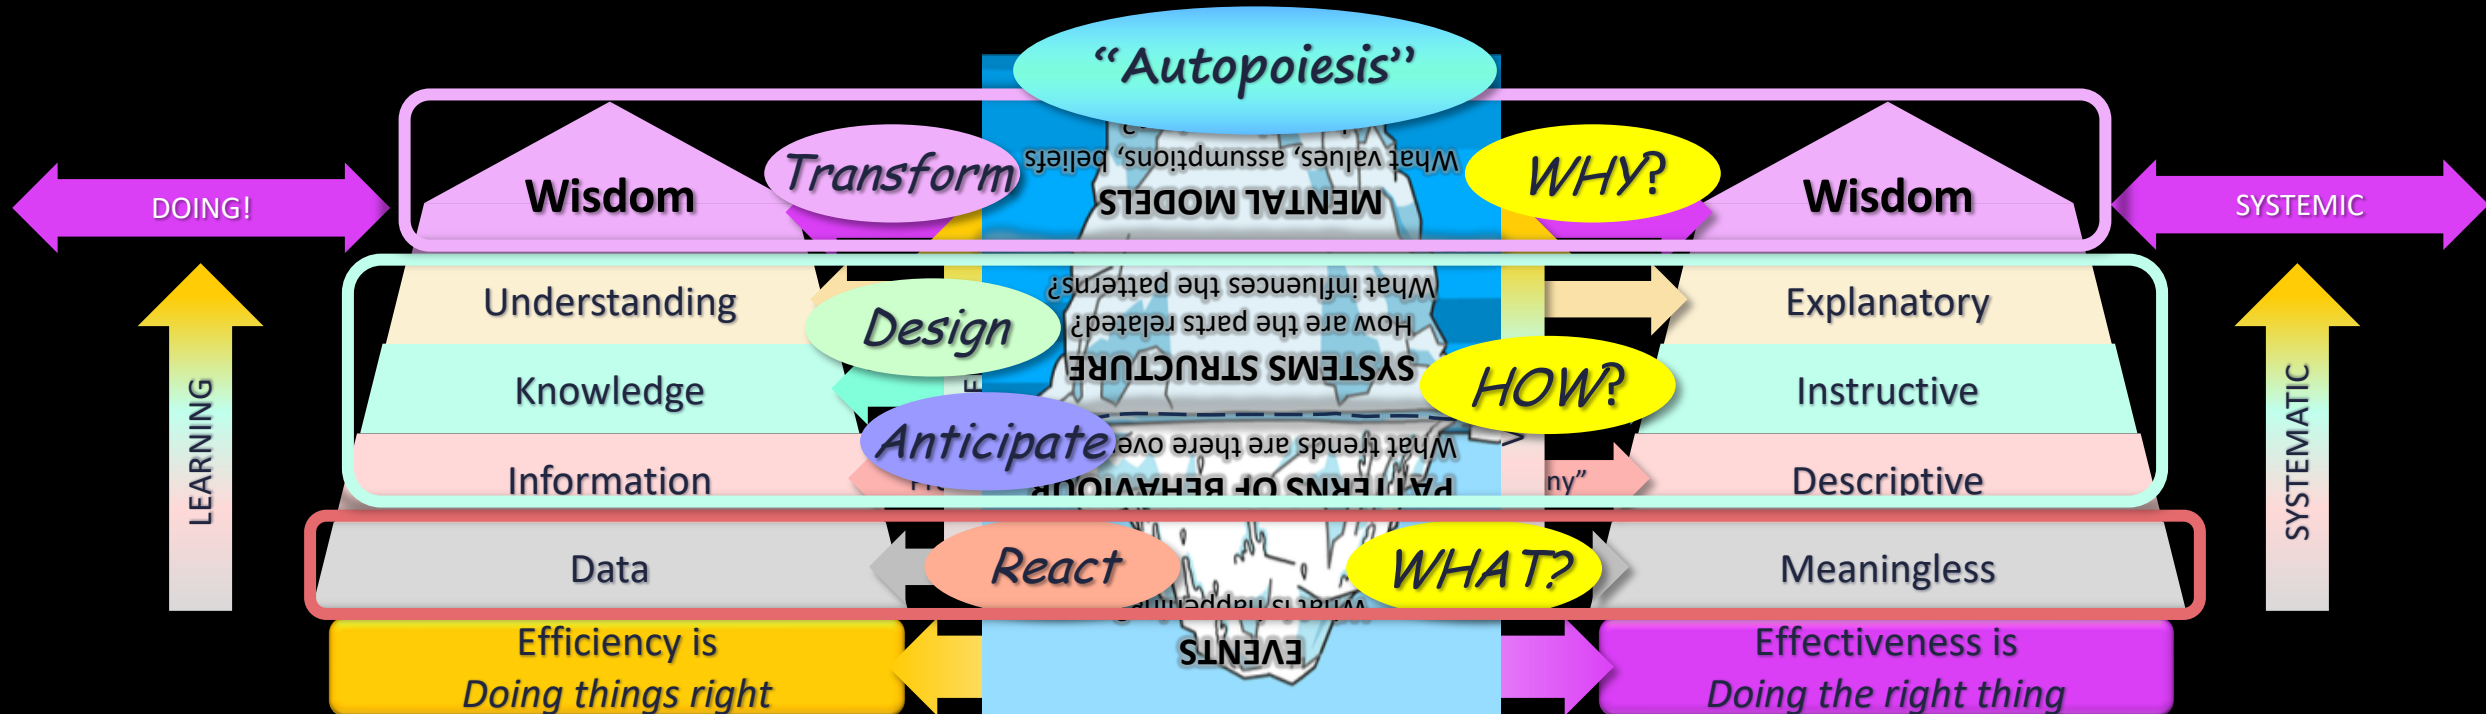 “Autopoiesis”
Transform
WHY?
What values, assumptions, beliefs
MENTAL MODELS
DOING!
Wisdom
Wisdom
SYSTEMIC
What influences the patterns?
How are the parts related?
SYSTEMS STRUCTURE
Understanding
Design
Explanatory
Knowledge
HOW?
Instructive
LEARNING
SYSTEMATIC
Anticipate
What trends are there
PATTERNS OF BEHAVIOUR
Information
ny”
Descriptive
Data
React
WHAT?
Meaningless
What is
EVENTS
Efficiency is
Doing things right
Effectiveness is
Doing the right thing